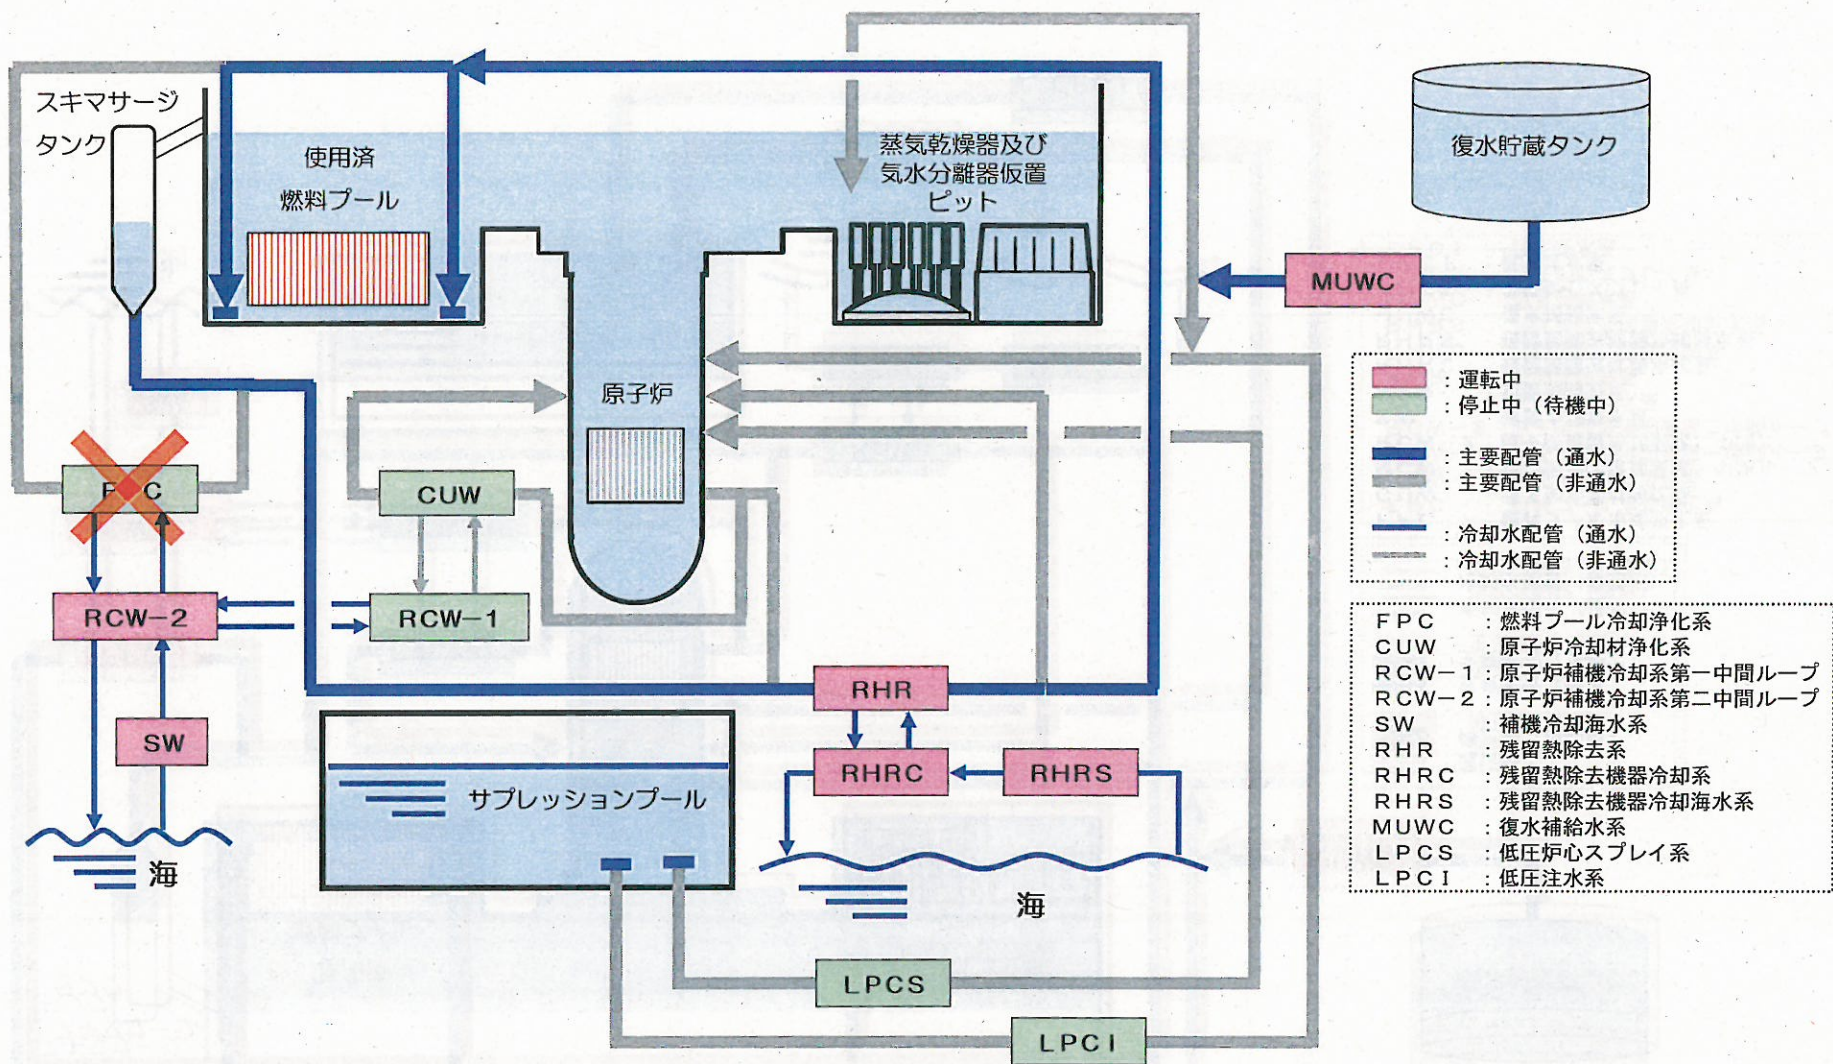 スキマサージ
タンク
使用済
燃料プール
蒸気乾燥器及び
気水分離器仮置
ピット
復水貯蔵タンク
MUWC
原子炉
CUW
RCW-2
RCW-1
SW
RHR
RHRC
RHRS
サプレッションプール
海
海
LPCS
LPCI
：運転中
：停止中（待機中）
：主要配管（通水）
：主要配管（非通水）
：冷却水配管（通水）
：冷却水配管（非通水）
FPC ：燃料プール冷却浄化系
CUW ：原子炉冷却材浄化系
RCW-1：原子炉補機冷却系第一中間ループ
RCW-2：原子炉補機冷却系第二中間ループ
SW ：補機冷却海水系
RHR ：残留熱除去系
RHRC ：残留熱除去機器冷却系
RHRS ：残留熱除去機器冷却海水系
MUWC ：復水補給水系
LPCS ：低圧炉心スプレイ系
LPCI ：低圧注水系